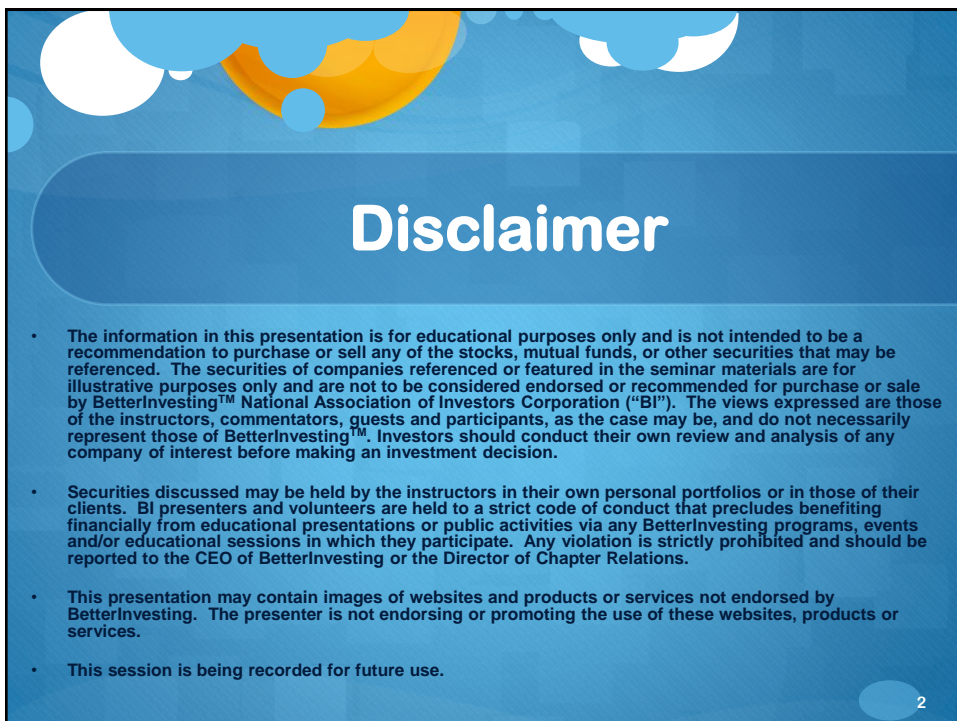 Disclaimer
• The information in this presentation is for educational purposes only and is not intended to be a
recommendation to purchase or sell any of the stocks, mutual funds, or other securities that may be
referenced. The securities of companies referenced or featured in the seminar materials are for
illustrative purposes only and are not to be considered endorsed or recommended for purchase or sale
by BetterInvesting™ National Association of Investors Corporation (“BI”). The views expressed are those
of the instructors, commentators, guests and participants, as the case may be, and do not necessarily
represent those of BetterInvesting™. Investors should conduct their own review and analysis of any
company of interest before making an investment decision.
• Securities discussed may be held by the instructors in their own personal portfolios or in those of their
clients. BI presenters and volunteers are held to a strict code of conduct that precludes benefiting
financially from educational presentations or public activities via any BetterInvesting programs, events
and/or educational sessions in which they participate. Any violation is strictly prohibited and should be
reported to the CEO of BetterInvesting or the Director of Chapter Relations.
• This presentation may contain images of websites and products or services not endorsed by
BetterInvesting. The presenter is not endorsing or promoting the use of these websites, products or
services.
• This session is being recorded for future use.
2